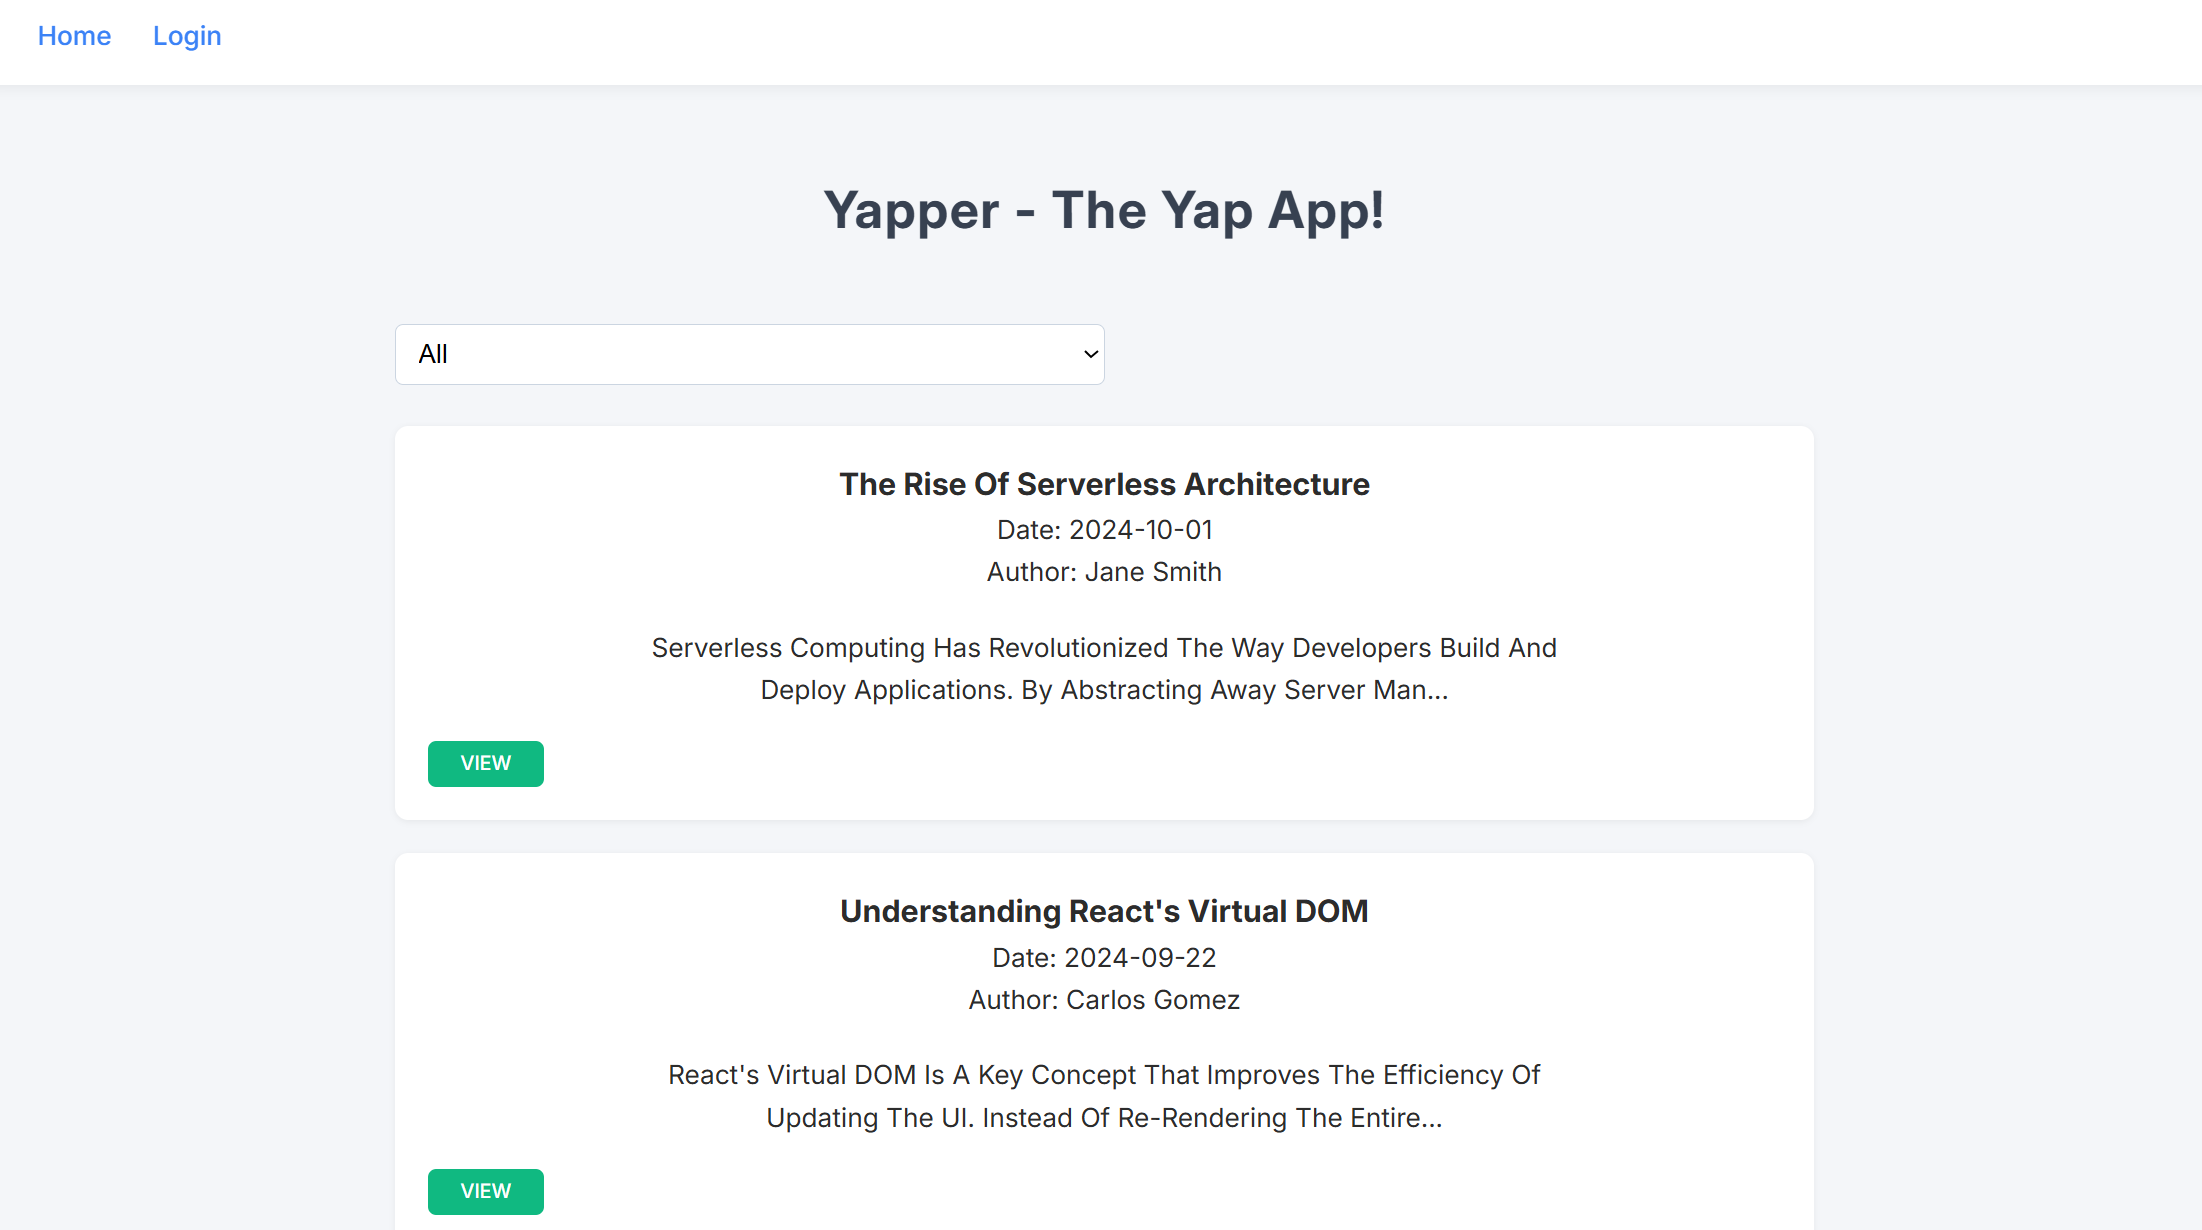 Home Login
Yapper - The Yap App!
All
The Rise Of Serverless Architecture
Date: 2024-10-01
Author: Jane Smith
Serverless Computing Has Revolutionized The Way Developers Build And
Deploy Applications. By Abstracting Away Server Man...
VIEW
Understanding React's Virtual DOM
Date: 2024-09-22
Author: Carlos Gomez
React's Virtual DOM Is A Key Concept That Improves The Efficiency Of
Updating The UI. Instead Of Re-Rendering The Entire...
VIEW